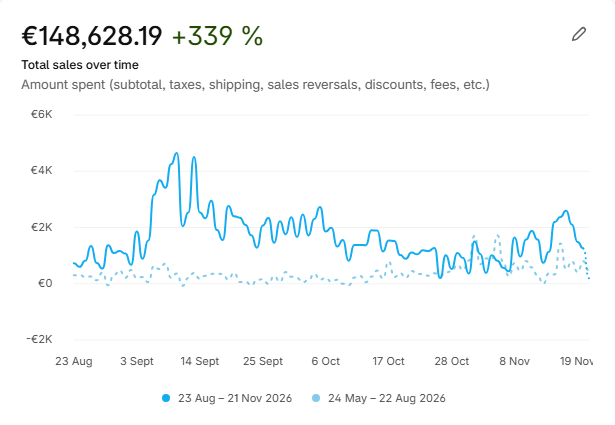 €148,628.19 +339 %
Total sales over time
Amount spent (subtotal, taxes, shipping, sales reversals, discounts, fees, etc.)
€6K
€4K
€2K
€0
-€2K
23 Aug 3 Sept 14 Sept 25 Sept 6 Oct 17 Oct 28 Oct 8 Nov 19 Nov
23 Aug – 21 Nov 2026 24 May – 22 Aug 2026